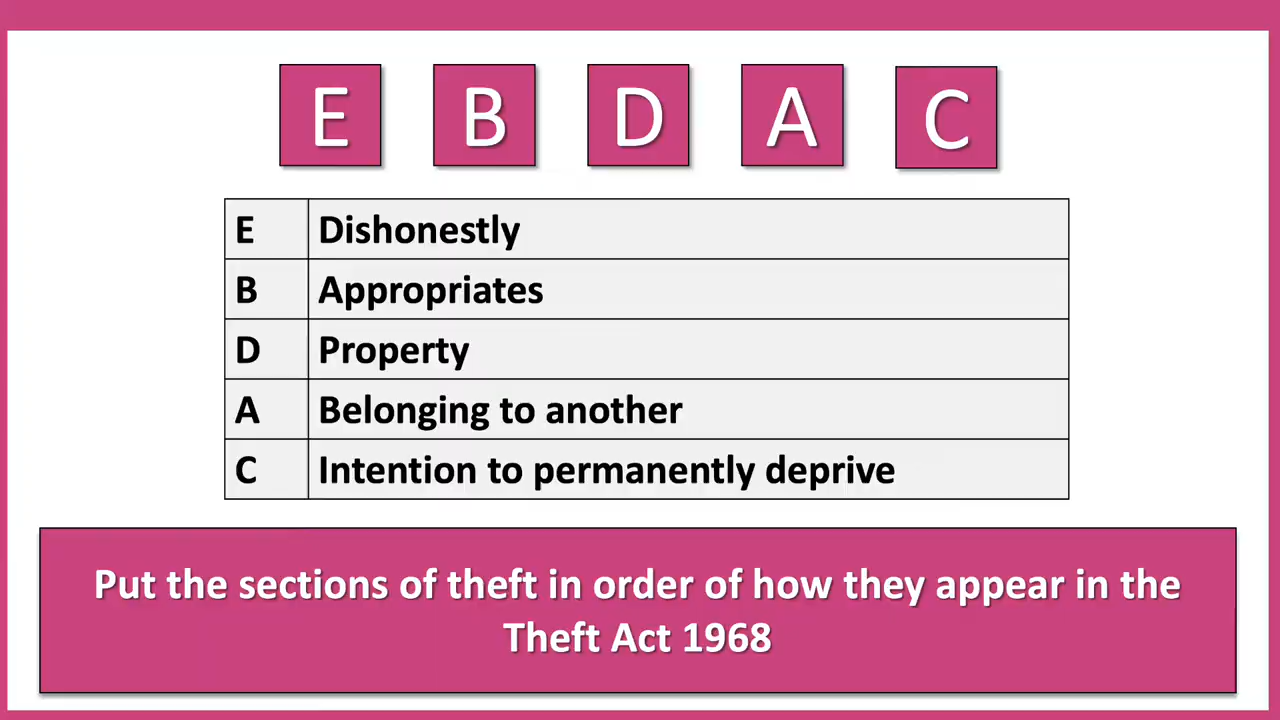 E B D A C
E Dishonestly
B Appropriates
D Property
A Belonging to another
C Intention to permanently deprive
Put the sections of theft in order of how they appear in the
Theft Act 1968